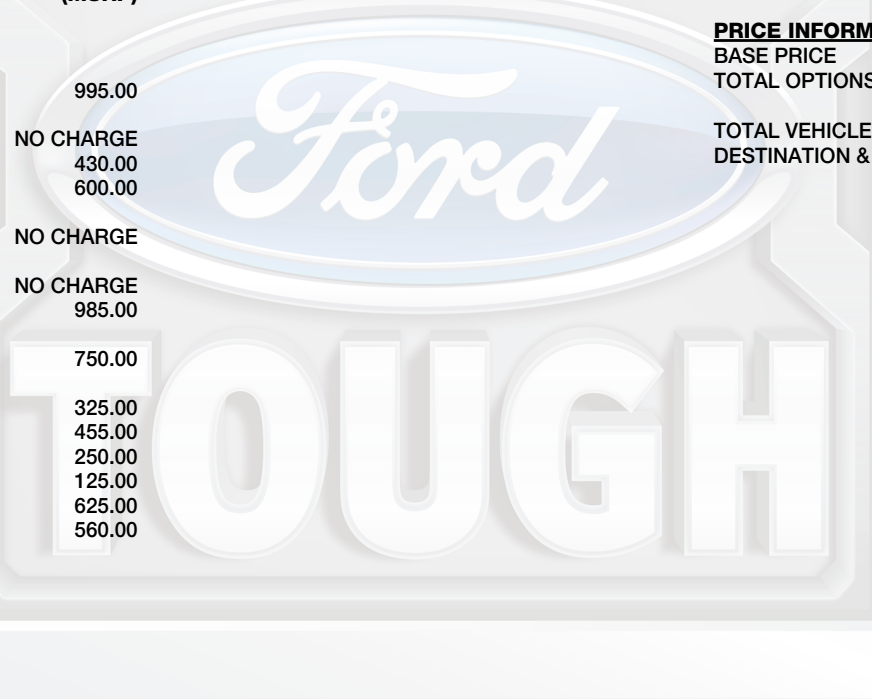 (MSRP)
995.00
NO CHARGE
430.00
600.00
NO CHARGE
NO CHARGE
985.00
750.00
325.00
455.00
250.00
125.00
625.00
560.00
PRICE INFORM
BASE PRICE
TOTAL OPTIONS
TOTAL VEHICLE
DESTINATION &
Ford
TOUGH